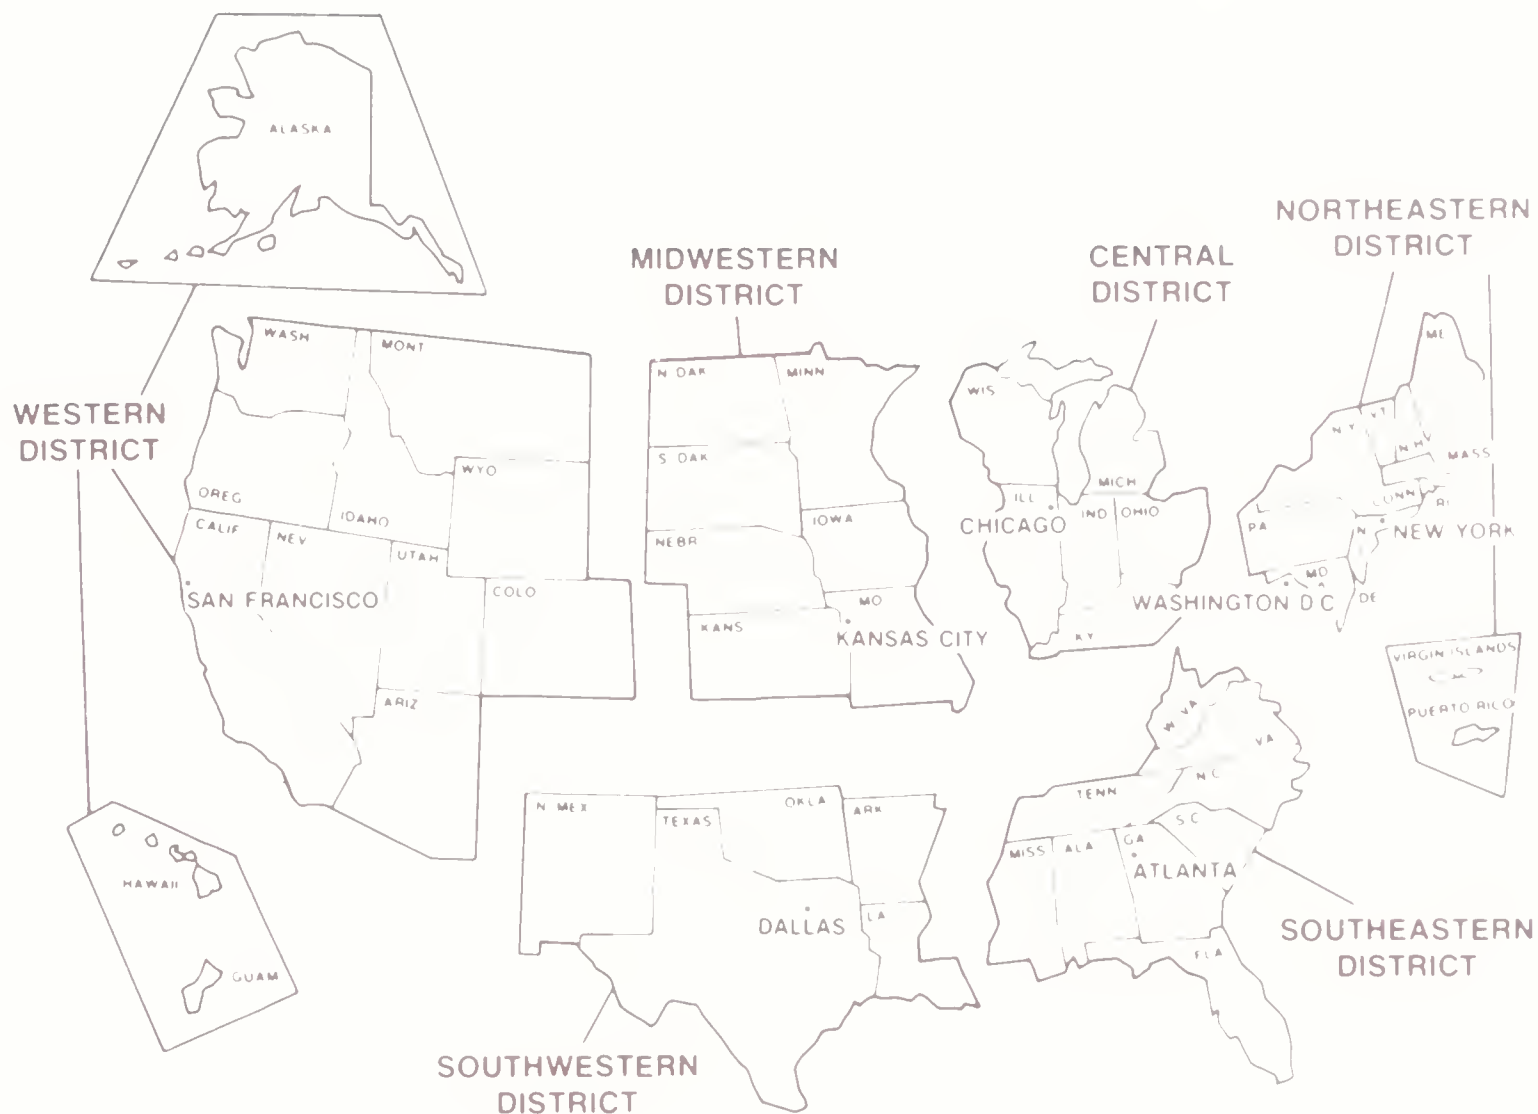 ALASKA
NORTHEASTERN
DISTRICT
MIDWESTERN
DISTRICT
CENTRAL
DISTRICT
WESTERN
DISTRICT
WASH
MONT
OREG
IDAHO
WYO
CALIF
NEV
UTAH
COLO
SAN FRANCISCO
ARIZ
N DAK
MINN
S DAK
NEBR
IOWA
KANS
MO
KANSAS CITY
WIS
MICH
ILL
IND
OHIO
CHICAGO
KY
ME
N Y
VT
N H
MASS
CONN
RI
PA
N
NEW YORK
MD
WASHINGTON D C
DE
VIRGIN ISLANDS
PUERTO RICO
HAWAII
GUAM
N MEX
TEXAS
OKLA
ARK
LA
DALLAS
SOUTHWESTERN
DISTRICT
W VA
VA
N C
TENN
S C
MISS
ALA
GA
ATLANTA
FLA
SOUTHEASTERN
DISTRICT